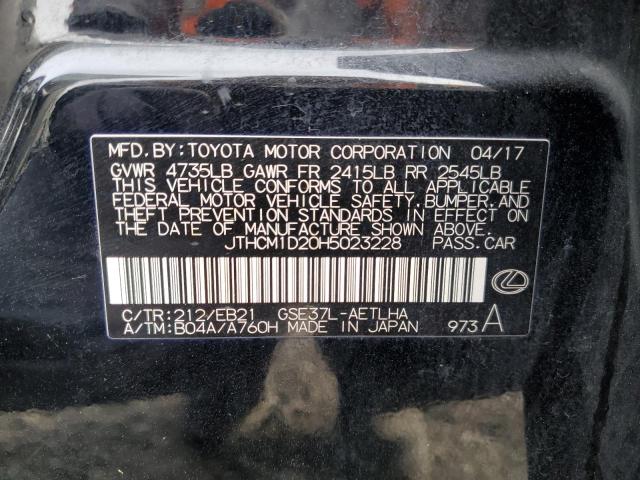 MFD.BY:TOYOTA MOTOR CORPORATION 04/17
GVWR 4735LB GAWR FR 2415LB RR 2545LB
THIS VEHICLE CONFORMS TO ALL APPLICABLE
FEDERAL MOTOR VEHICLE SAFETY,BUMPER,AND
THEFT PREVENTION STANDARDS IN EFFECT ON
THE DATE OF MANUFACTURE SHOWN ABOVE.
JTHCM1D20H5023228 PASS.CAR
C/TR:212/EB21 GSE37L-AETLHA
A/TM:B04A/A760H MADE IN JAPAN 973A